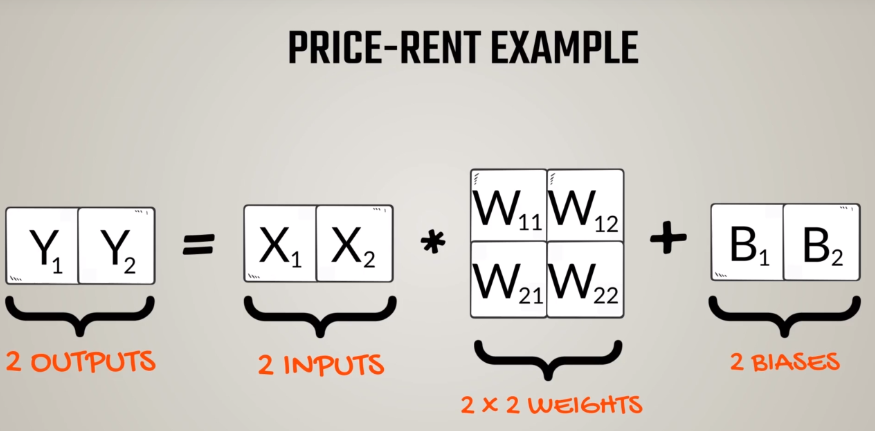 PRICE-RENT EXAMPLE
Y1 Y2 = X1 X2 * W11 W12 + B1 B2
W21 W22
2 OUTPUTS
2 INPUTS
2 X 2 WEIGHTS
2 BIASES